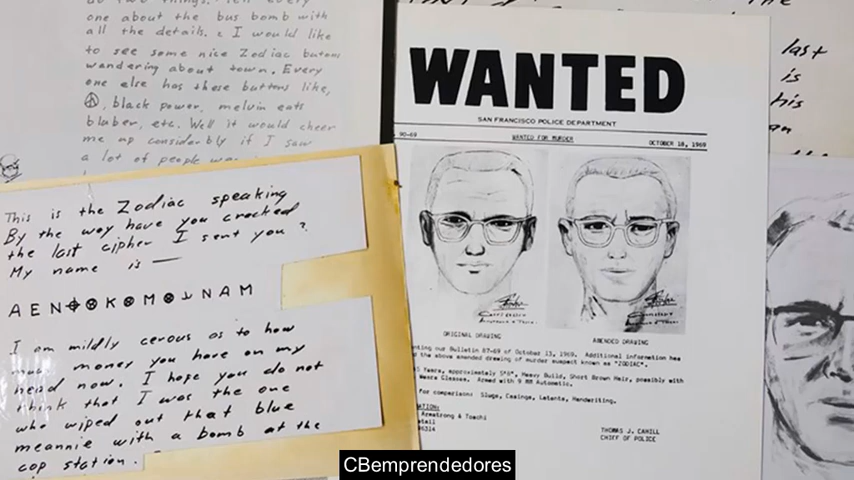 one about the bus bomb with
all the details. & I would like
to see some nice Zodiac butons
wandering about town. Every
one else has these buttons like,
☮, black power, melvin eats
bluber, etc. Well it would cheer
me up considerbly if I saw
a lot of people
This is the Zodiac speaking
By the way have you cracked
the last cipher I sent you?
My name is —
AEN⌖⊗K⊗M⊗⅃NAM
I am mildly cerous as to how
much money you have on my
head now. I hope you do not
think that I was the one
who wiped out that blue
meannie with a bomb at the
cop station.
WANTED
SAN FRANCISCO POLICE DEPARTMENT
90-69 WANTED FOR MURDER OCTOBER 18, 1969
ORIGINAL DRAWING AMENDED DRAWING
our Bulletin 87-69 of October 13, 1969. Additional information has
the above amended drawing of murder suspect known as "ZODIAC".
Years, approximately 5'8", Heavy Build, Short Brown Hair, possibly with
Wears Glasses. Armed with 9 MM Automatic.
for comparison: Slugs, Casings, Latents, Handwriting.
Armstrong & Toschi
THOMAS J. CAHILL
CHIEF OF POLICE
last
is
his
CBemprendedores